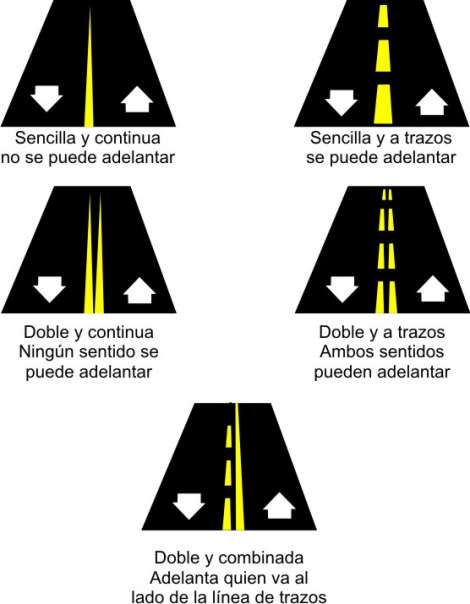 Sencilla y continua
no se puede adelantar
Sencilla y a trazos
se puede adelantar
Doble y continua
Ningún sentido se
puede adelantar
Doble y a trazos
Ambos sentidos
pueden adelantar
Doble y combinada
Adelanta quien va al
lado de la línea de trazos